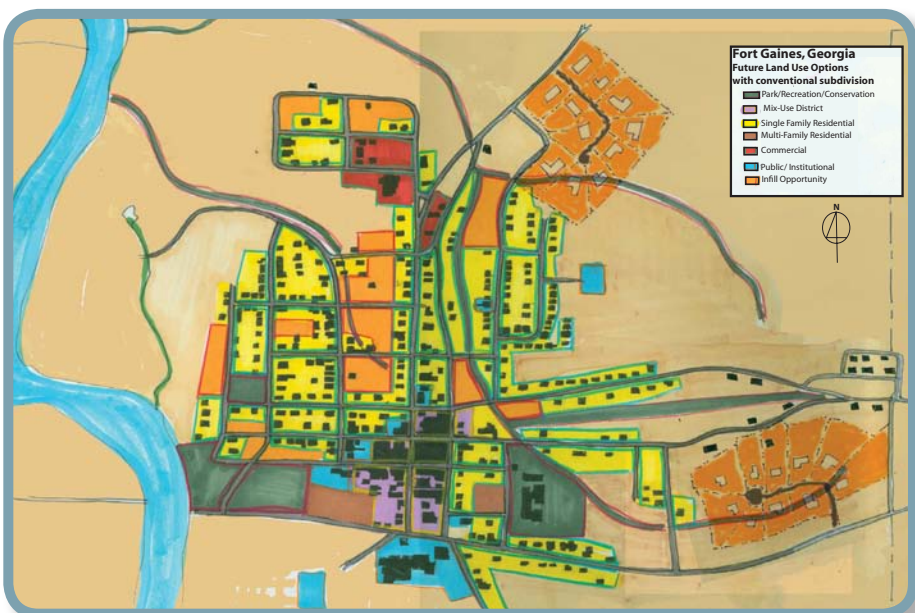 Fort Gaines, Georgia
Future Land Use Options
with conventional subdivision
Park/Recreation/Conservation
Mix-Use District
Single Family Residential
Multi-Family Residential
Commercial
Public/ Institutional
Infill Opportunity
N